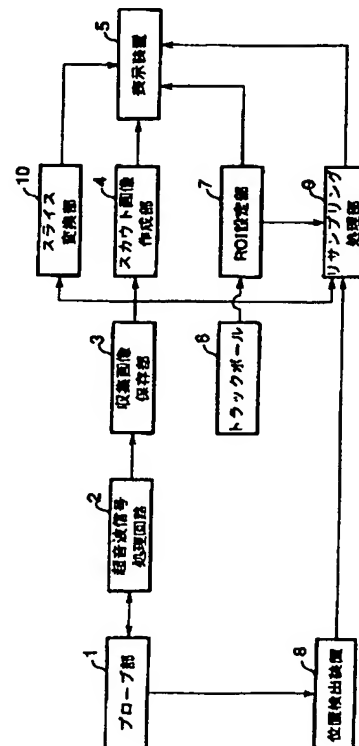 1
プローブ部
2
超音波信号
処理回路
3
収集画像
保存部
10
スライス
変換部
4
スカウト画像
作成部
5
表示装置
6
トラックボール
7
ROI設定部
8
位置検出装置
9
リサンプリング
処理部